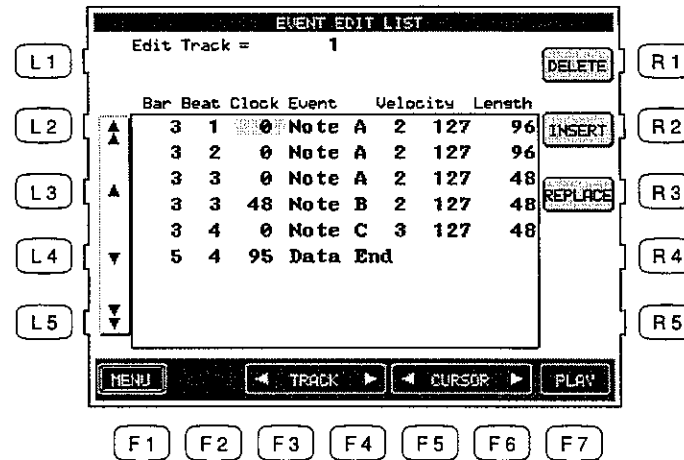 EVENT EDIT LIST
Edit Track = 1
L1
DELETE
R1
Bar Beat Clock Event Velocity Length
L2
3 1 0 Note A 2 127 96
INSERT
R2
3 2 0 Note A 2 127 96
3 3 0 Note A 2 127 48
L3
REPLACE
R3
3 3 48 Note B 2 127 48
3 4 0 Note C 3 127 48
L4
5 4 95 Data End
R4
L5
R5
MENU ◄ TRACK ► ◄ CURSOR ► PLAY
F1 F2 F3 F4 F5 F6 F7